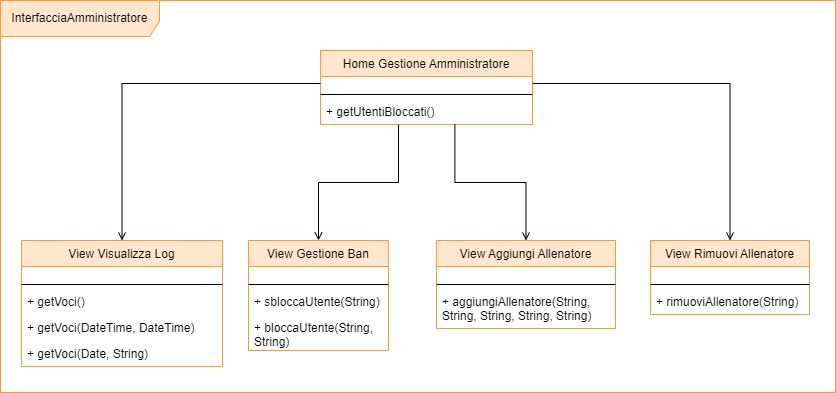 InterfacciaAmministratore
Home Gestione Amministratore
+ getUtentiBloccati()
View Visualizza Log
+ getVoci()
+ getVoci(DateTime, DateTime)
+ getVoci(Date, String)
View Gestione Ban
+ sbloccaUtente(String)
+ bloccaUtente(String,
String)
View Aggiungi Allenatore
+ aggiungiAllenatore(String,
String, String, String, String)
View Rimuovi Allenatore
+ rimuoviAllenatore(String)